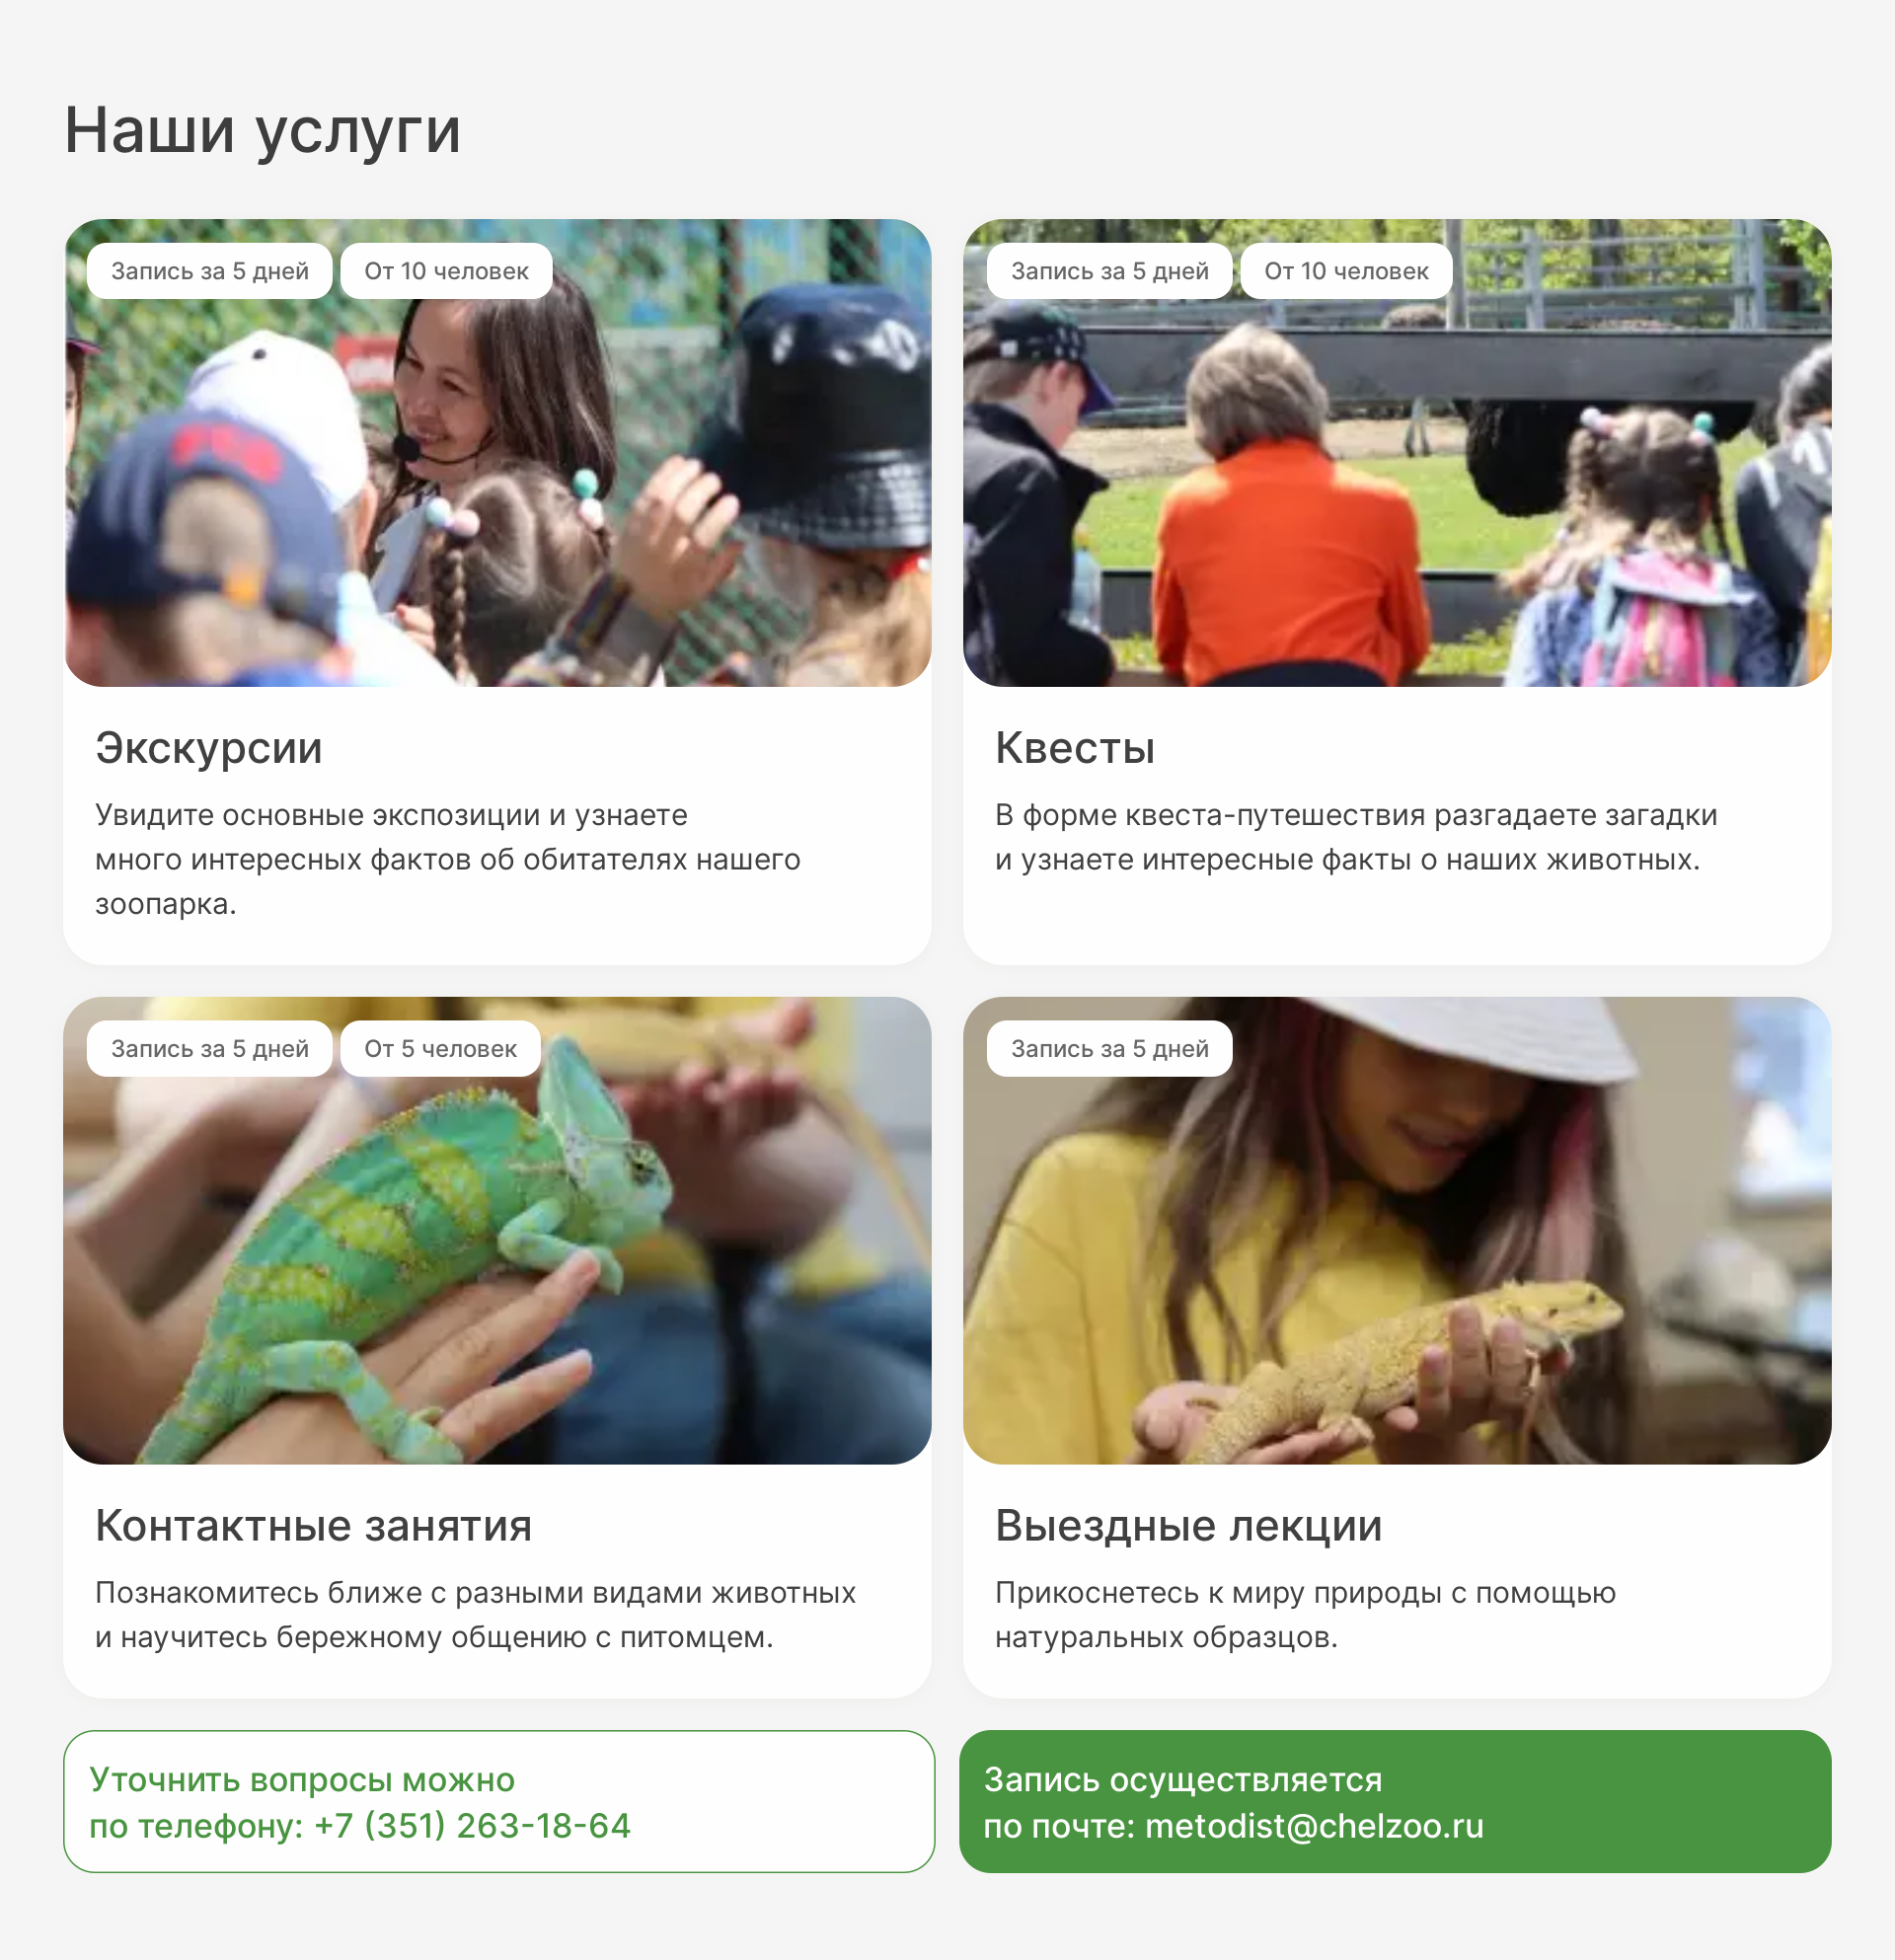 Наши услуги
Запись за 5 дней
От 10 человек
Запись за 5 дней
От 10 человек
Экскурсии
Увидите основные экспозиции и узнаете
много интересных фактов об обитателях нашего
зоопарка.
Квесты
В форме квеста-путешествия разгадаете загадки
и узнаете интересные факты о наших животных.
Запись за 5 дней
От 5 человек
Запись за 5 дней
Контактные занятия
Познакомитесь ближе с разными видами животных
и научитесь бережному общению с питомцем.
Выездные лекции
Прикоснетесь к миру природы с помощью
натуральных образцов.
Уточнить вопросы можно
по телефону: +7 (351) 263-18-64
Запись осуществляется
по почте: metodist@chelzoo.ru